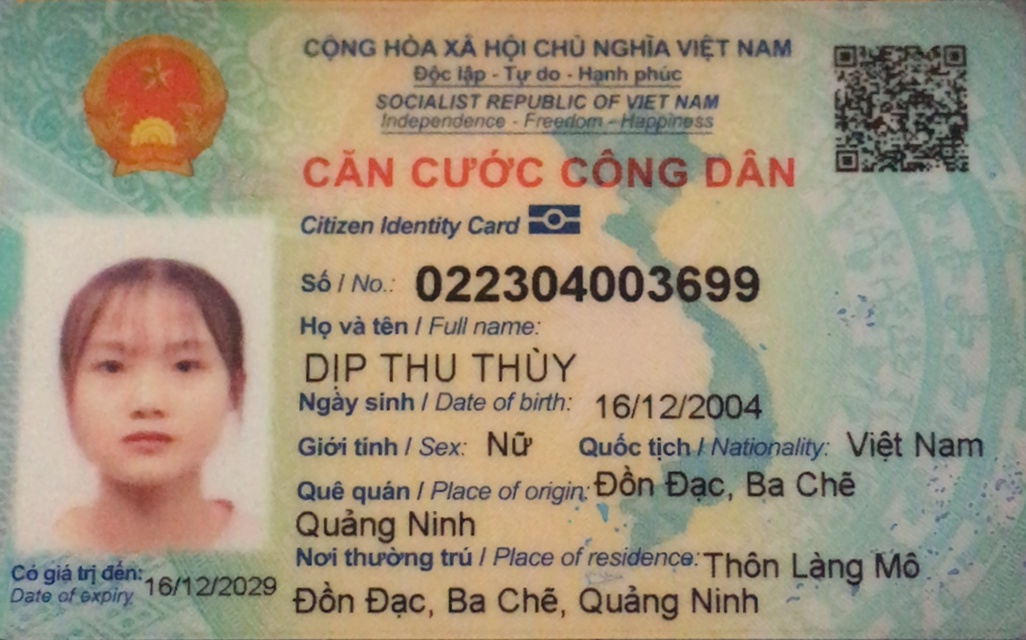 CỘNG HÒA XÃ HỘI CHỦ NGHĨA VIỆT NAM
Độc lập - Tự do - Hạnh phúc
SOCIALIST REPUBLIC OF VIET NAM
Independence - Freedom - Happiness
CĂN CƯỚC CÔNG DÂN
Citizen Identity Card
Số / No.: 022304003699
Họ và tên / Full name:
DỊP THU THÙY
Ngày sinh / Date of birth: 16/12/2004
Giới tính / Sex: Nữ Quốc tịch / Nationality: Việt Nam
Quê quán / Place of origin: Đồn Đạc, Ba Chẽ
Quảng Ninh
Nơi thường trú / Place of residence: Thôn Làng Mô
Đồn Đạc, Ba Chẽ, Quảng Ninh
Có giá trị đến: 16/12/2029
Date of expiry